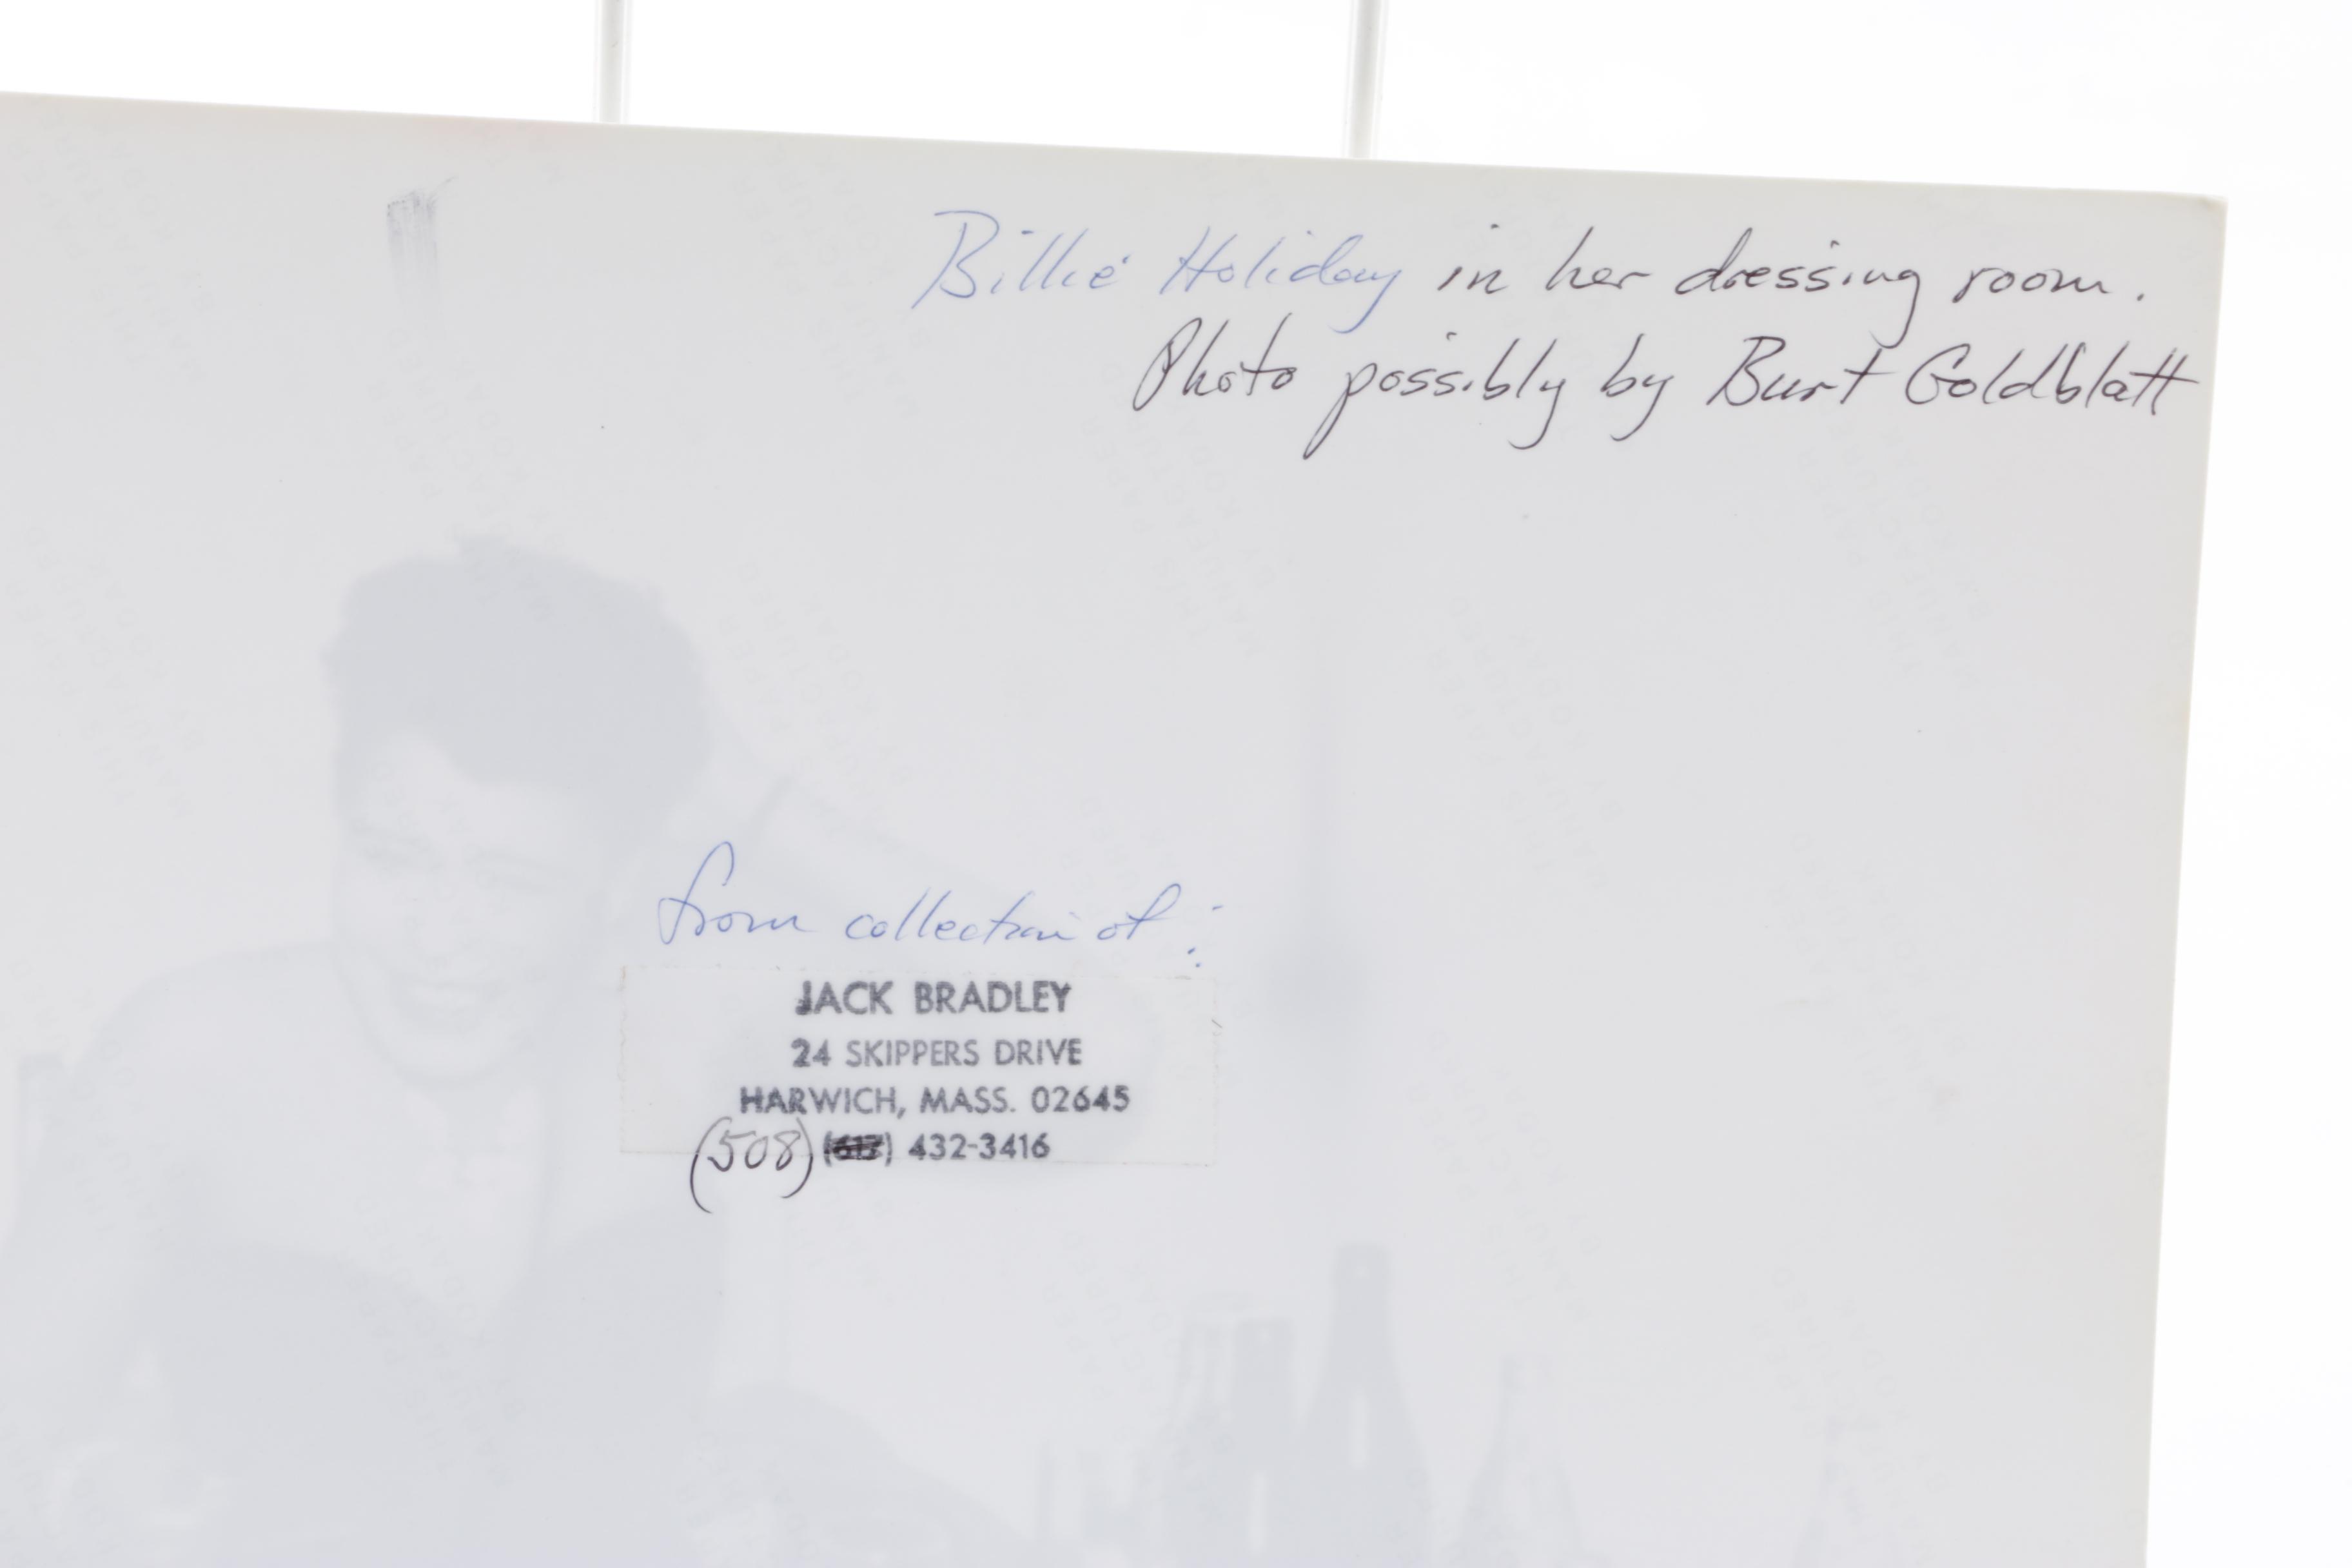 Billie Holiday in her dressing room.
Photo possibly by Burt Goldblatt
from collection of :
JACK BRADLEY
24 SKIPPERS DRIVE
HARWICH, MASS. 02645
(508) (617) 432-3416